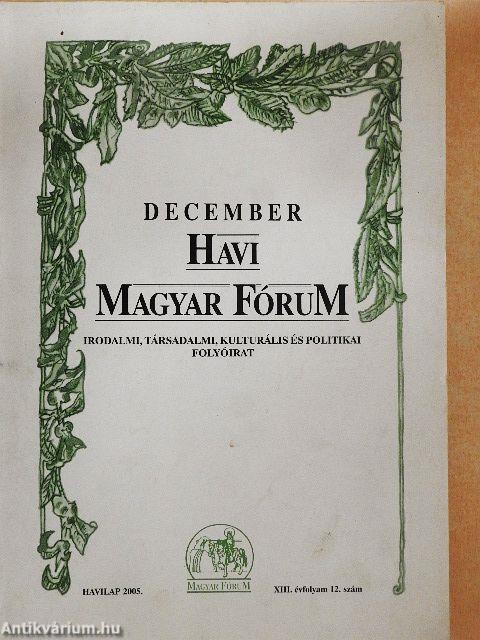 DECEMBER
HAVI
MAGYAR FÓRUM
IRODALMI, TÁRSADALMI, KULTURÁLIS ÉS POLITIKAI
FOLYÓIRAT
MAGYAR FÓRUM
HAVILAP 2005.
XIII. évfolyam 12. szám
Antikvárium.hu